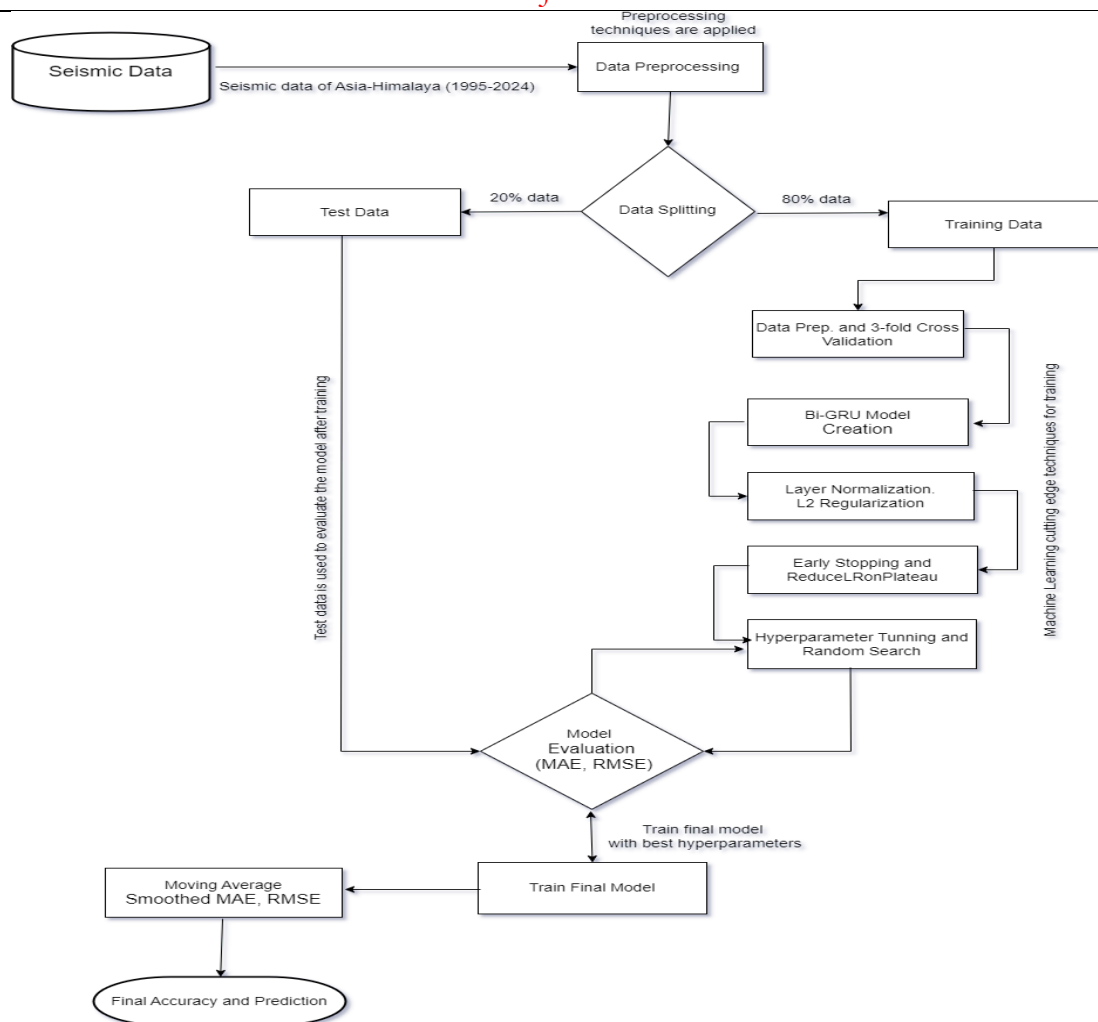 Preprocessing
techniques are applied
Seismic Data
Data Preprocessing
Seismic data of Asia-Himalaya (1995-2024)
20% data
80% data
Test Data
Data Splitting
Training Data
Data Prep. and 3-fold Cross
Validation
Bi-GRU Model
Creation
Layer Normalization.
L2 Regularization
Early Stopping and
ReduceLRonPlateau
Hyperparameter Tunning and
Random Search
Machine Learning cutting edge techniques for training
Test data is used to evaluate the model after training
Model
Evaluation
(MAE, RMSE)
Train final model
with best hyperparameters
Train Final Model
Moving Average
Smoothed MAE, RMSE
Final Accuracy and Prediction